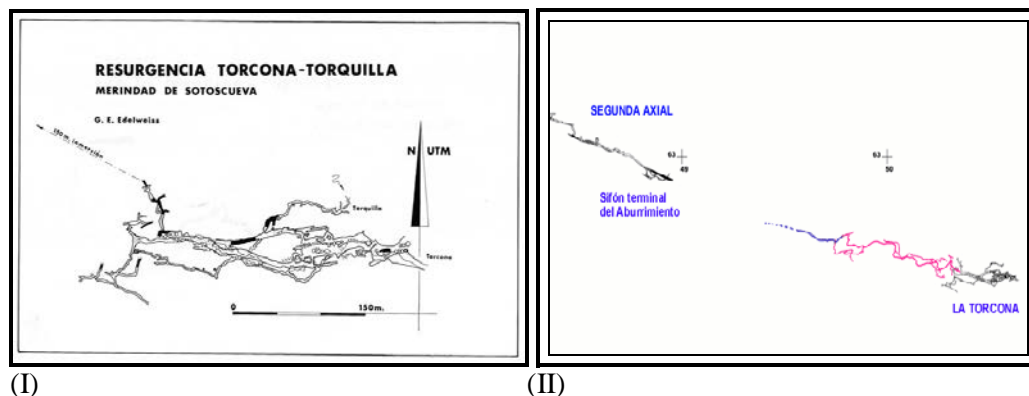 RESURGENCIA TORCONA-TORQUILLA
MERINDAD DE SOTOSCUEVA
G. E. Edelweiss
150 m. inmersión
N UTM
Torquilla
Torcona
0 150m.
(I)
SEGUNDA AXIAL
63
49
63
50
Sifón terminal
del Aburrimiento
LA TORCONA
(II)